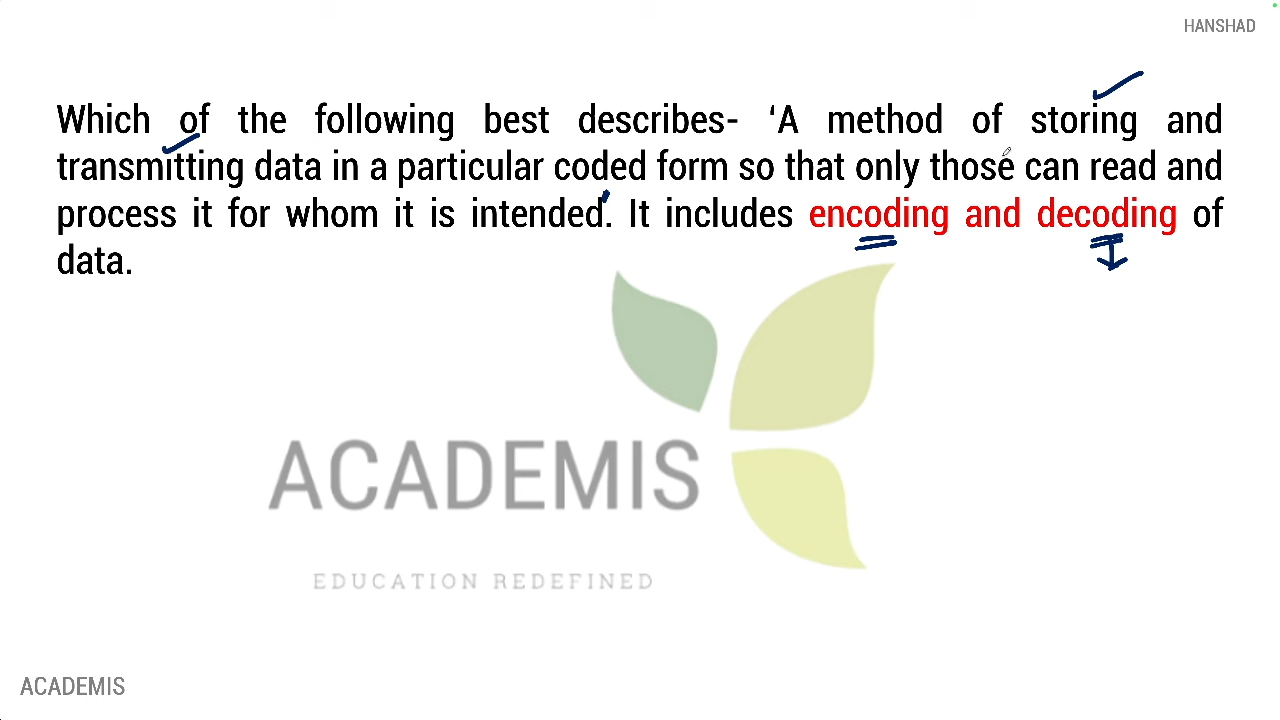 HANSHAD
Which of the following best describes- ‘A method of storing and
transmitting data in a particular coded form so that only those can read and
process it for whom it is intended’. It includes encoding and decoding of
data.
ACADEMIS
EDUCATION REDEFINED
ACADEMIS